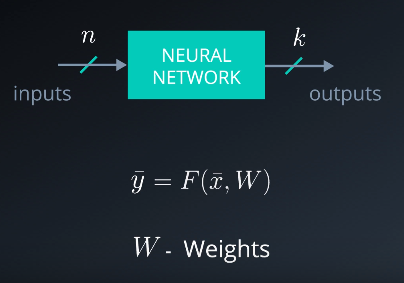 n
k
NEURAL
NETWORK
inputs
outputs
ȳ = F(x̄, W)
W - Weights